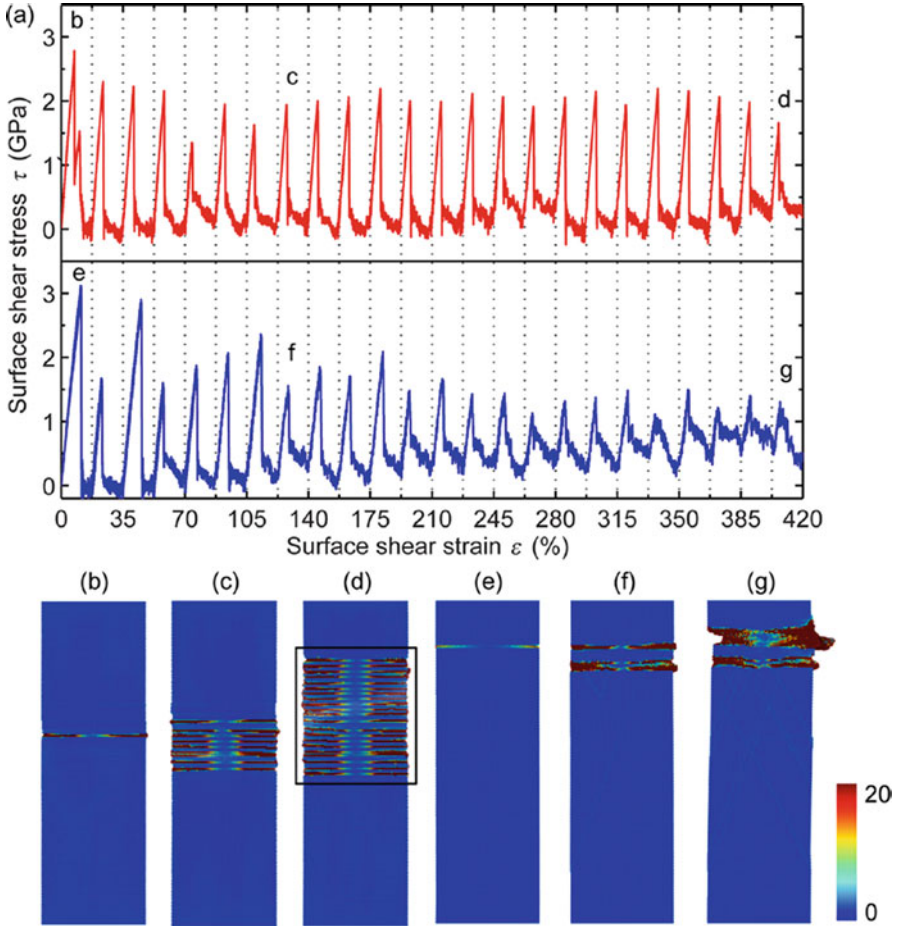 (a)
b
c
d
3
2
1
0
Surface shear stress τ (GPa)
e
f
g
3
2
1
0
0 35 70 105 140 175 210 245 280 315 350 385 420
Surface shear strain ε (%)
(b) (c) (d) (e) (f) (g)
20
0